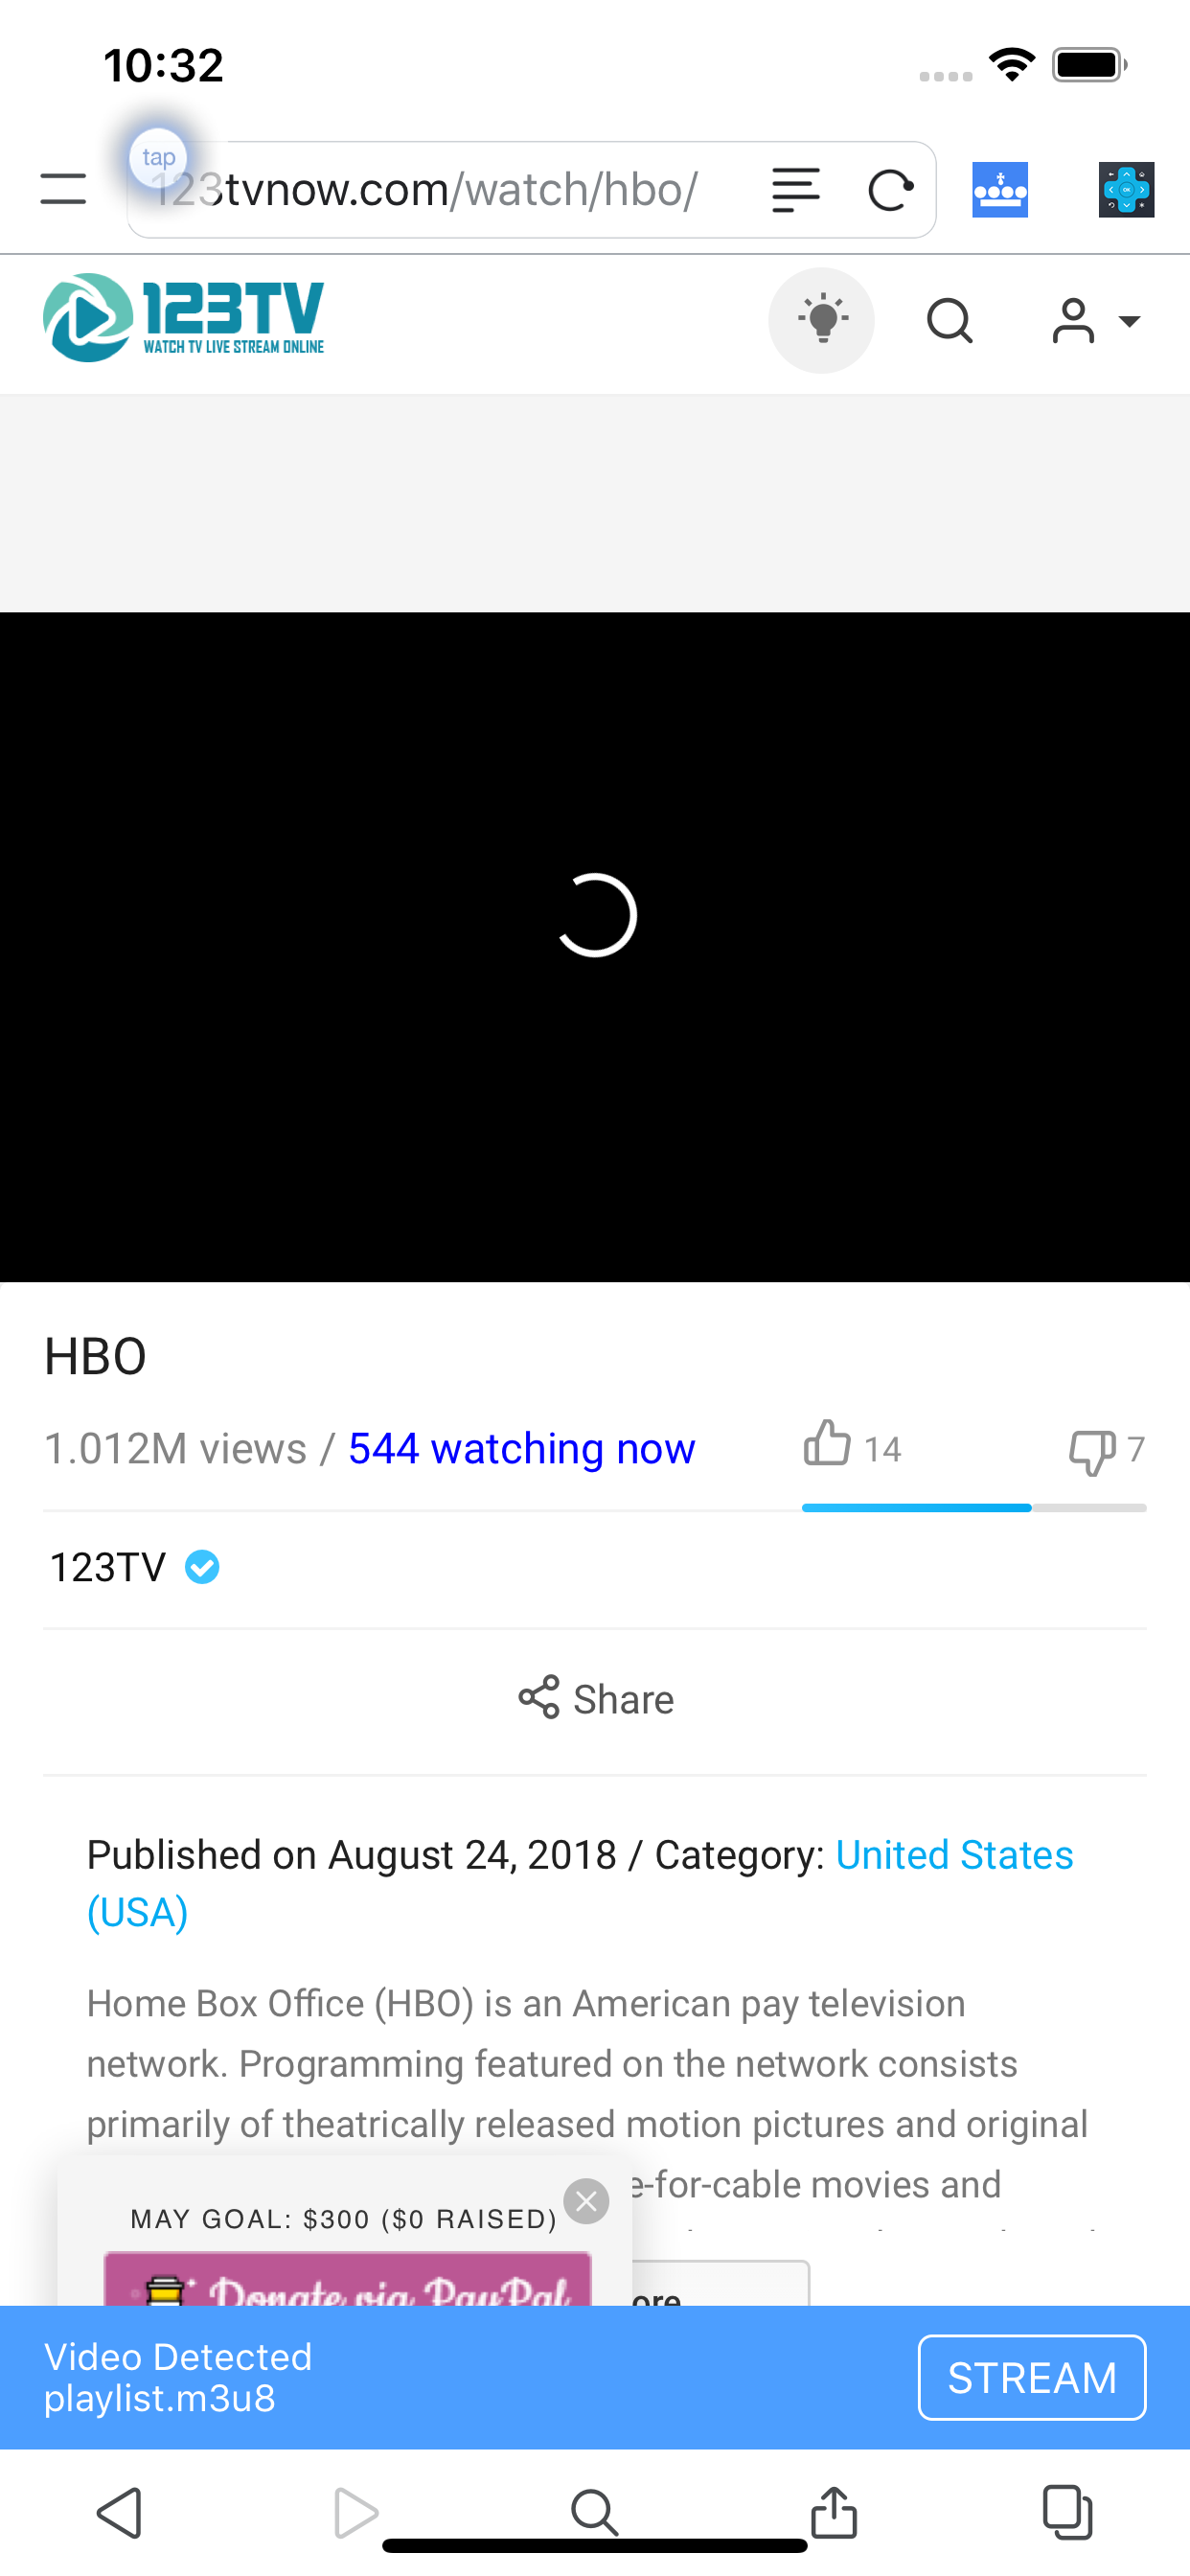 10:32
tap
123tvnow.com/watch/hbo/
OK
123TV
WATCH TV LIVE STREAM ONLINE
HBO
1.012M views / 544 watching now
14
7
123TV
Share
Published on August 24, 2018 / Category: United States
(USA)
Home Box Office (HBO) is an American pay television
network. Programming featured on the network consists
primarily of theatrically released motion pictures and original
e-for-cable movies and
MAY GOAL: $300 ($0 RAISED)
Donate via PayPal
ore
Video Detected
playlist.m3u8
STREAM